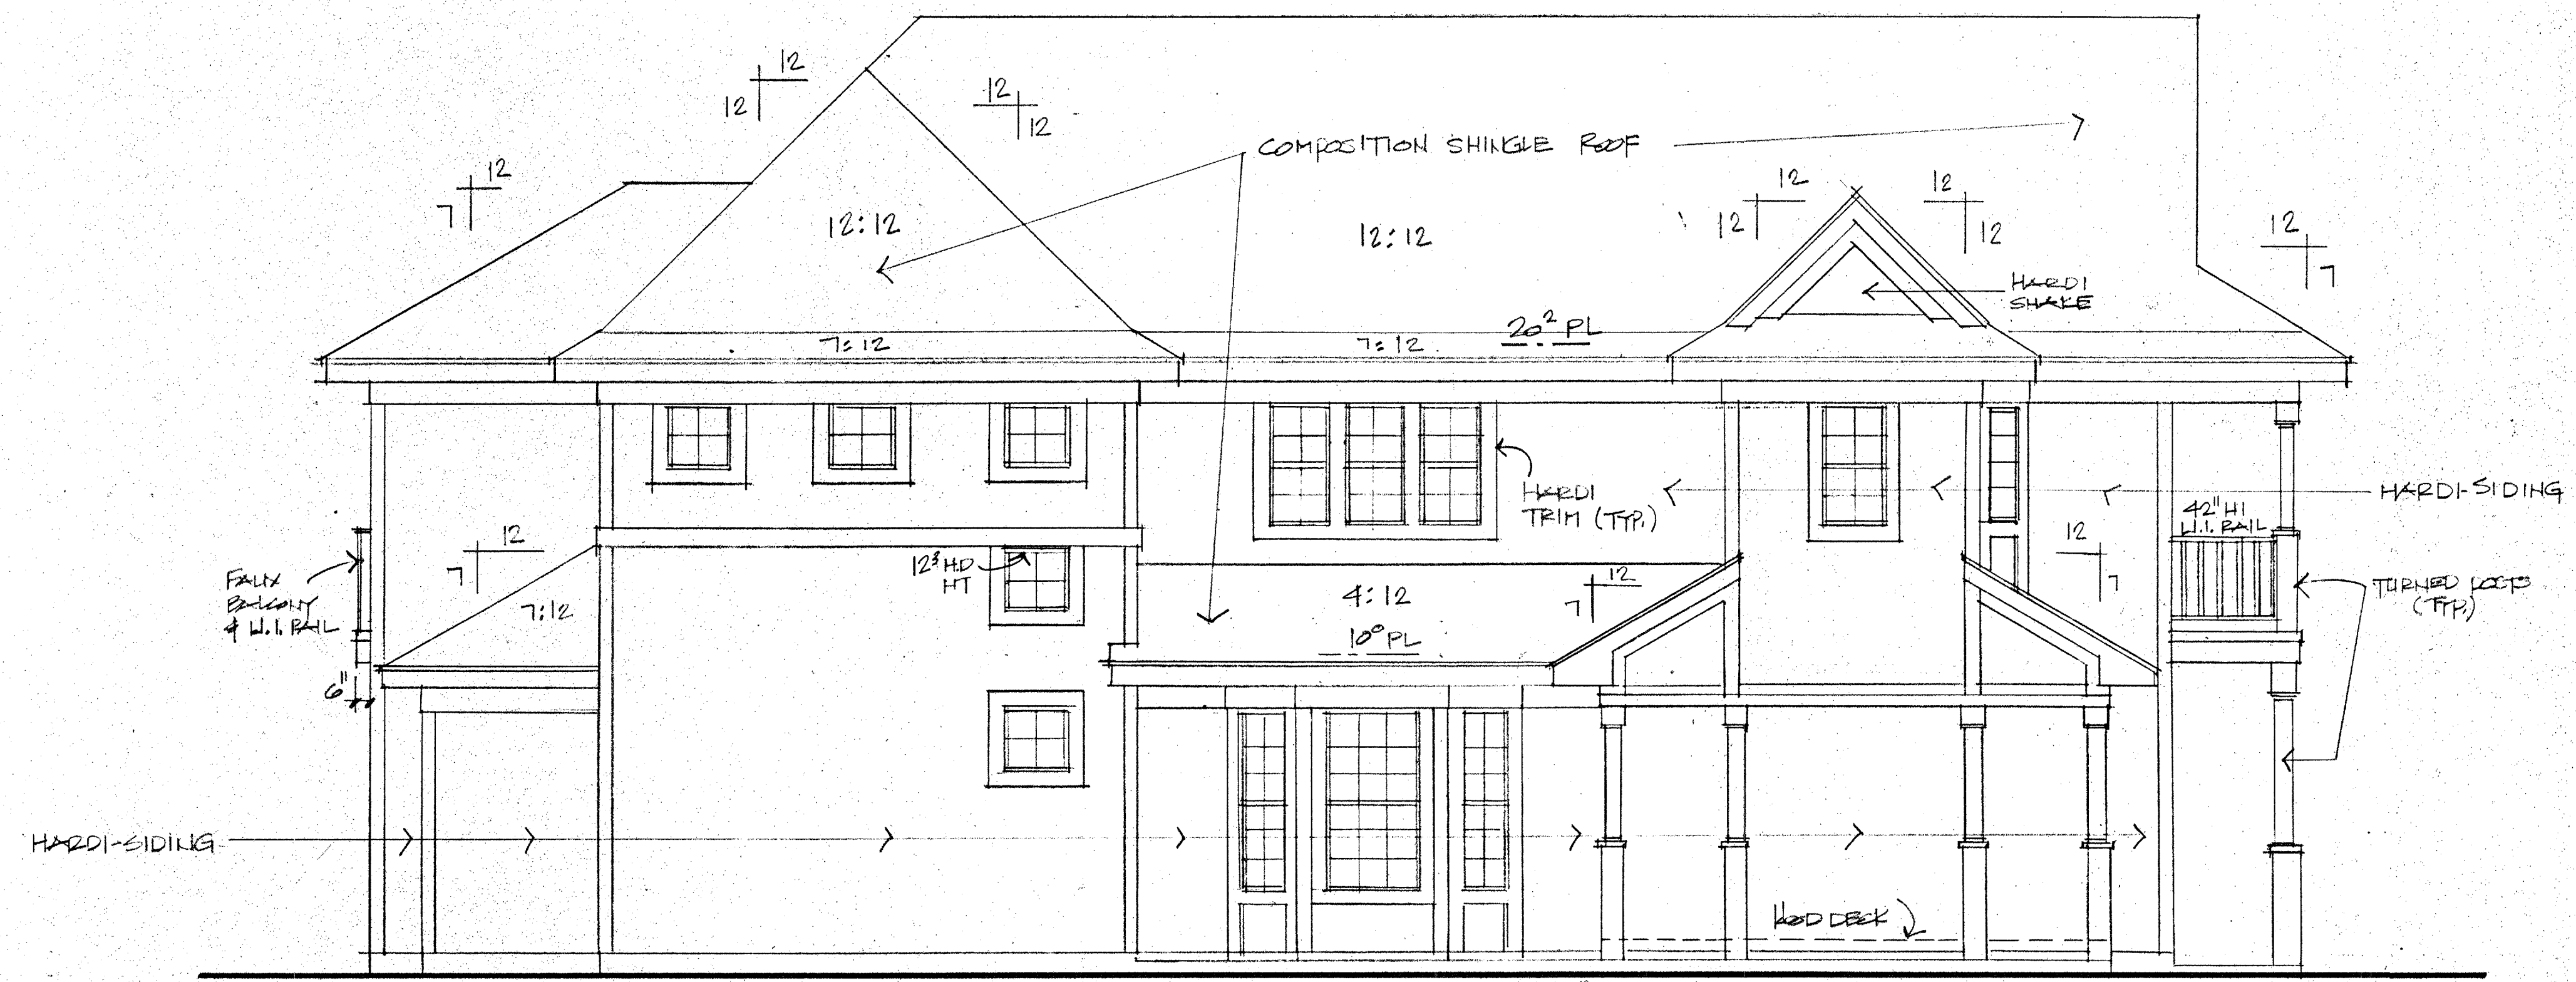 12
12
12
12
COMPOSITION SHINGLE ROOF
12
7
12
12
12
12
12:12
12:12
12
7
HARDI
SHAKE
20² PL
7:12
7:12
HARDI
TRIM (TYP.)
HARDI-SIDING
42" HI
W.I. RAIL
12
7
12
7
12³ HD
HT
FAUX
BALCONY
& W.I. RAIL
7:12
4:12
12
7
10⁰ PL
TURNED POSTS
(TYP.)
6"
HARDI-SIDING
WOOD DECK